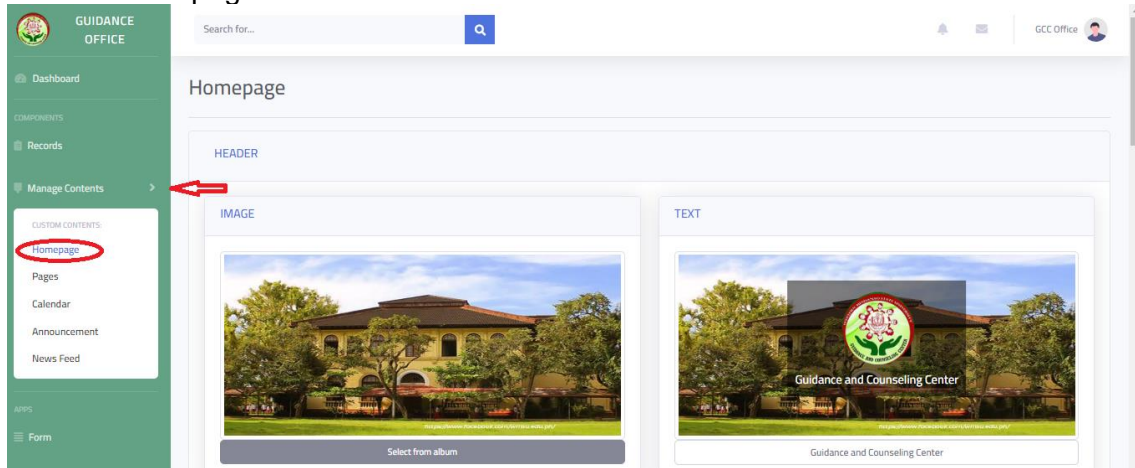 GUIDANCE
OFFICE
Search for...
GCC Office
Dashboard
Homepage
COMPONENTS
Records
HEADER
Manage Contents
IMAGE
TEXT
CUSTOM CONTENTS:
Homepage
Pages
Calendar
Announcement
News Feed
Guidance and Counseling Center
APPS
Form
Select from album
Guidance and Counseling Center